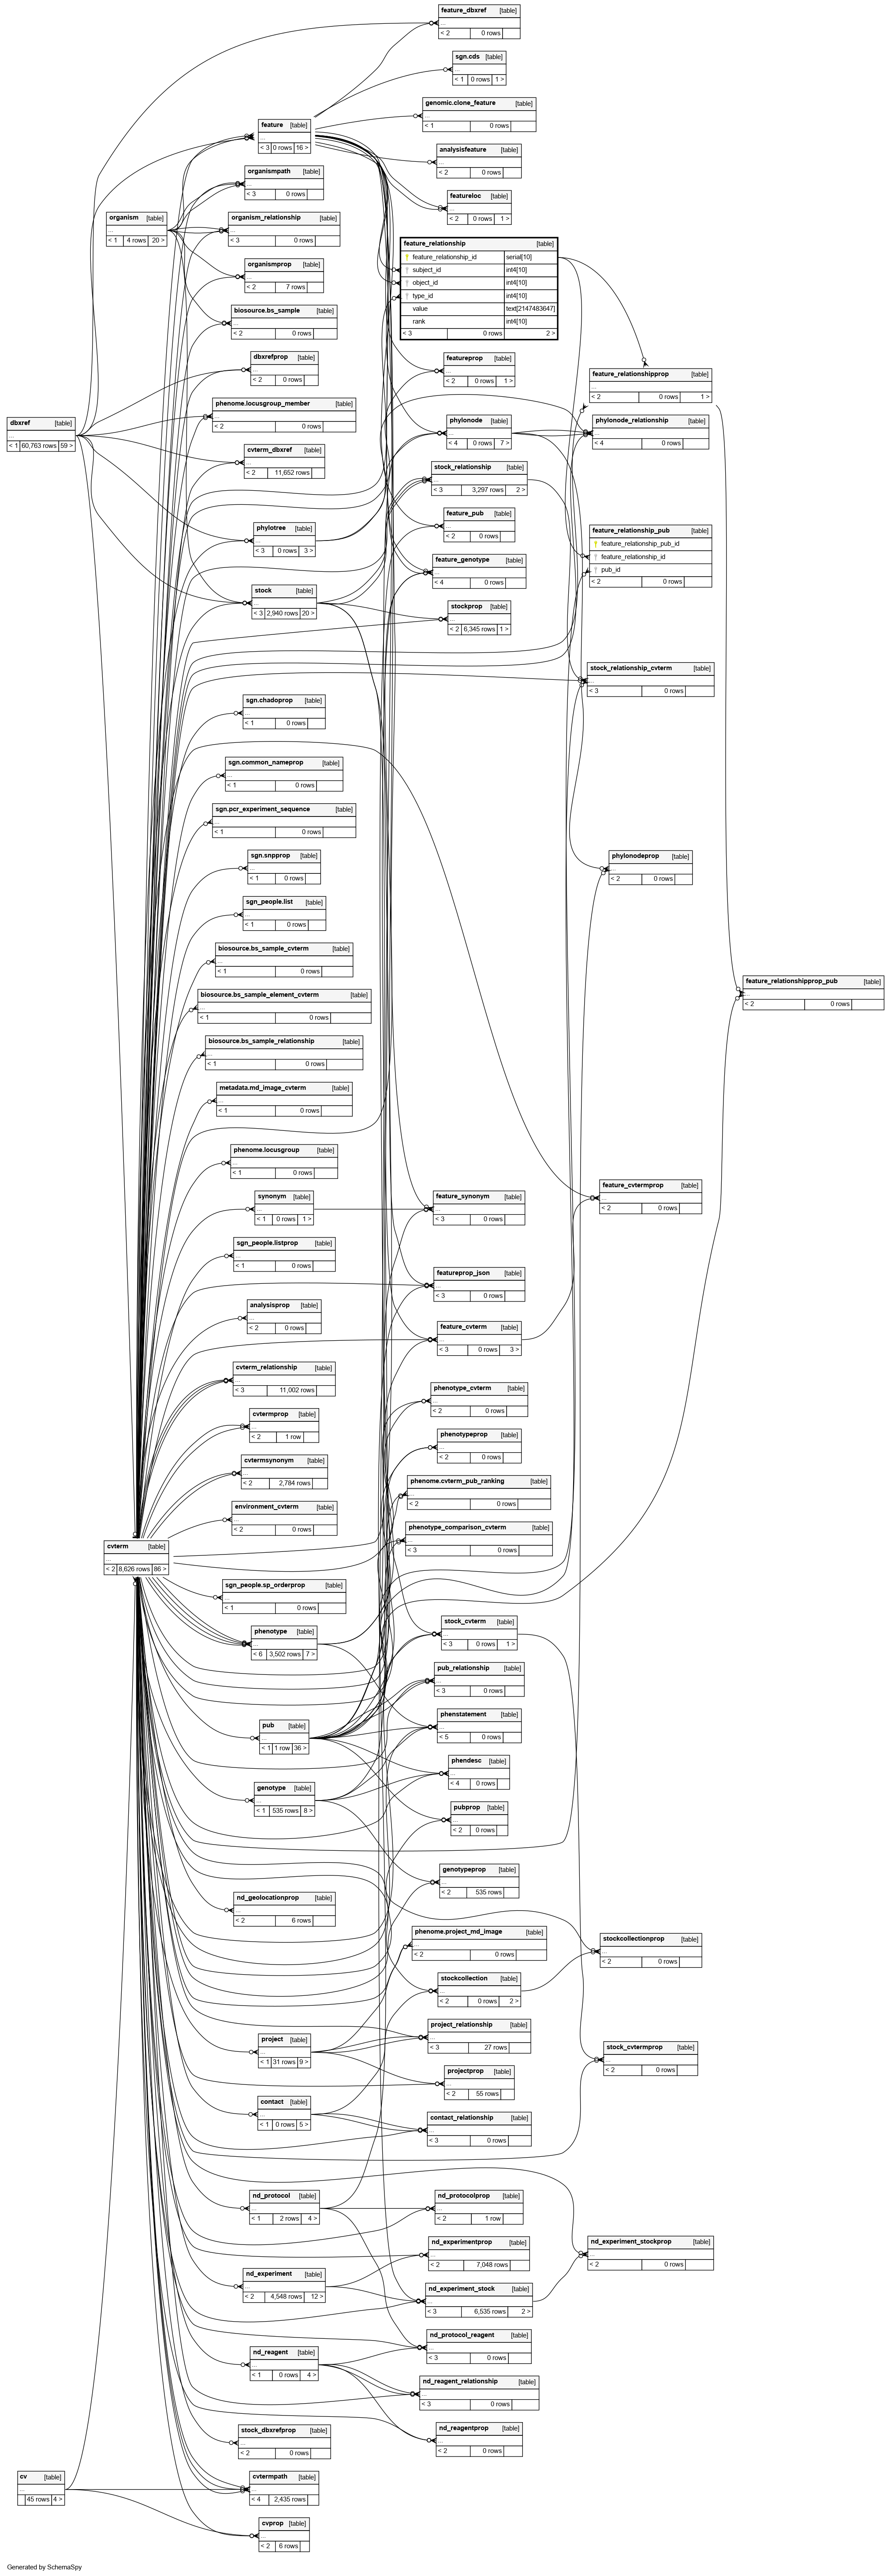 feature_dbxref [table]
...
< 2 0 rows
sgn.cds [table]
...
< 1 0 rows 1 >
genomic.clone_feature [table]
...
< 1 0 rows
feature [table]
...
< 3 0 rows 16 >
analysisfeature [table]
...
< 2 0 rows
organismpath [table]
...
< 3 0 rows
featureloc [table]
...
< 2 0 rows 1 >
organism [table]
...
< 1 4 rows 20 >
organism_relationship [table]
...
< 3 0 rows
feature_relationship [table]
feature_relationship_id serial[10]
subject_id int4[10]
object_id int4[10]
type_id int4[10]
value text[2147483647]
rank int4[10]
< 3 0 rows 2 >
organismprop [table]
...
< 2 7 rows
biosource.bs_sample [table]
...
< 2 0 rows
dbxrefprop [table]
...
< 2 0 rows
featureprop [table]
...
< 2 0 rows 1 >
feature_relationshipprop [table]
...
< 2 0 rows 1 >
phenome.locusgroup_member [table]
...
< 2 0 rows
dbxref [table]
...
< 1 60,763 rows 59 >
phylonode [table]
...
< 4 0 rows 7 >
phylonode_relationship [table]
...
< 4 0 rows
cvterm_dbxref [table]
...
< 2 11,652 rows
stock_relationship [table]
...
< 3 3,297 rows 2 >
feature_pub [table]
...
< 2 0 rows
phylotree [table]
...
< 3 0 rows 3 >
feature_relationship_pub [table]
feature_relationship_pub_id
feature_relationship_id
pub_id
< 2 0 rows
feature_genotype [table]
...
< 4 0 rows
stock [table]
...
< 3 2,940 rows 20 >
stockprop [table]
...
< 2 6,345 rows 1 >
stock_relationship_cvterm [table]
...
< 3 0 rows
sgn.chadoprop [table]
...
< 1 0 rows
sgn.common_nameprop [table]
...
< 1 0 rows
sgn.pcr_experiment_sequence [table]
...
< 1 0 rows
sgn.snpprop [table]
...
< 1 0 rows
phylonodeprop [table]
...
< 2 0 rows
sgn_people.list [table]
...
< 1 0 rows
biosource.bs_sample_cvterm [table]
...
< 1 0 rows
feature_relationshipprop_pub [table]
...
< 2 0 rows
biosource.bs_sample_element_cvterm [table]
...
< 1 0 rows
biosource.bs_sample_relationship [table]
...
< 1 0 rows
metadata.md_image_cvterm [table]
...
< 1 0 rows
phenome.locusgroup [table]
...
< 1 0 rows
feature_cvtermprop [table]
...
< 2 0 rows
synonym [table]
...
< 1 0 rows 1 >
feature_synonym [table]
...
< 3 0 rows
sgn_people.listprop [table]
...
< 1 0 rows
featureprop_json [table]
...
< 3 0 rows
analysisprop [table]
...
< 2 0 rows
feature_cvterm [table]
...
< 3 0 rows 3 >
cvterm_relationship [table]
...
< 3 11,002 rows
phenotype_cvterm [table]
...
< 2 0 rows
cvtermprop [table]
...
< 2 1 row
phenotypeprop [table]
...
< 2 0 rows
cvtermsynonym [table]
...
< 2 2,784 rows
phenome.cvterm_pub_ranking [table]
...
< 2 0 rows
environment_cvterm [table]
...
< 2 0 rows
phenotype_comparison_cvterm [table]
...
< 3 0 rows
cvterm [table]
...
< 2 8,626 rows 86 >
sgn_people.sp_orderprop [table]
...
< 1 0 rows
stock_cvterm [table]
...
< 3 0 rows 1 >
phenotype [table]
...
< 6 3,502 rows 7 >
pub_relationship [table]
...
< 3 0 rows
phenstatement [table]
...
< 5 0 rows
pub [table]
...
< 1 1 row 36 >
phendesc [table]
...
< 4 0 rows
genotype [table]
...
< 1 535 rows 8 >
pubprop [table]
...
< 2 0 rows
genotypeprop [table]
...
< 2 535 rows
nd_geolocationprop [table]
...
< 2 6 rows
phenome.project_md_image [table]
...
< 2 0 rows
stockcollectionprop [table]
...
< 2 0 rows
stockcollection [table]
...
< 2 0 rows 2 >
project_relationship [table]
...
< 3 27 rows
project [table]
...
< 1 31 rows 9 >
stock_cvtermprop [table]
...
< 2 0 rows
projectprop [table]
...
< 2 55 rows
contact [table]
...
< 1 0 rows 5 >
contact_relationship [table]
...
< 3 0 rows
nd_protocol [table]
...
< 1 2 rows 4 >
nd_protocolprop [table]
...
< 2 1 row
nd_experimentprop [table]
...
< 2 7,048 rows
nd_experiment_stockprop [table]
...
< 2 0 rows
nd_experiment [table]
...
< 2 4,548 rows 12 >
nd_experiment_stock [table]
...
< 3 6,535 rows 2 >
nd_protocol_reagent [table]
...
< 3 0 rows
nd_reagent [table]
...
< 1 0 rows 4 >
nd_reagent_relationship [table]
...
< 3 0 rows
stock_dbxrefprop [table]
...
< 2 0 rows
nd_reagentprop [table]
...
< 2 0 rows
cv [table]
...
45 rows 4 >
cvtermpath [table]
...
< 4 2,435 rows
cvprop [table]
...
< 2 6 rows
Generated by SchemaSpy